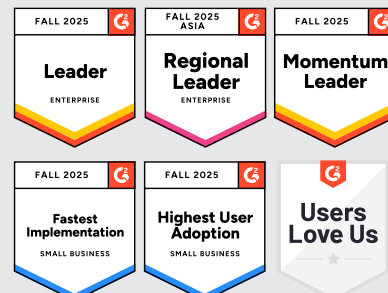 FALL 2025
Leader
ENTERPRISE
FALL 2025
ASIA
Regional
Leader
ENTERPRISE
FALL 2025
Momentum
Leader
FALL 2025
Fastest
Implementation
SMALL BUSINESS
FALL 2025
Highest User
Adoption
SMALL BUSINESS
Users
Love Us